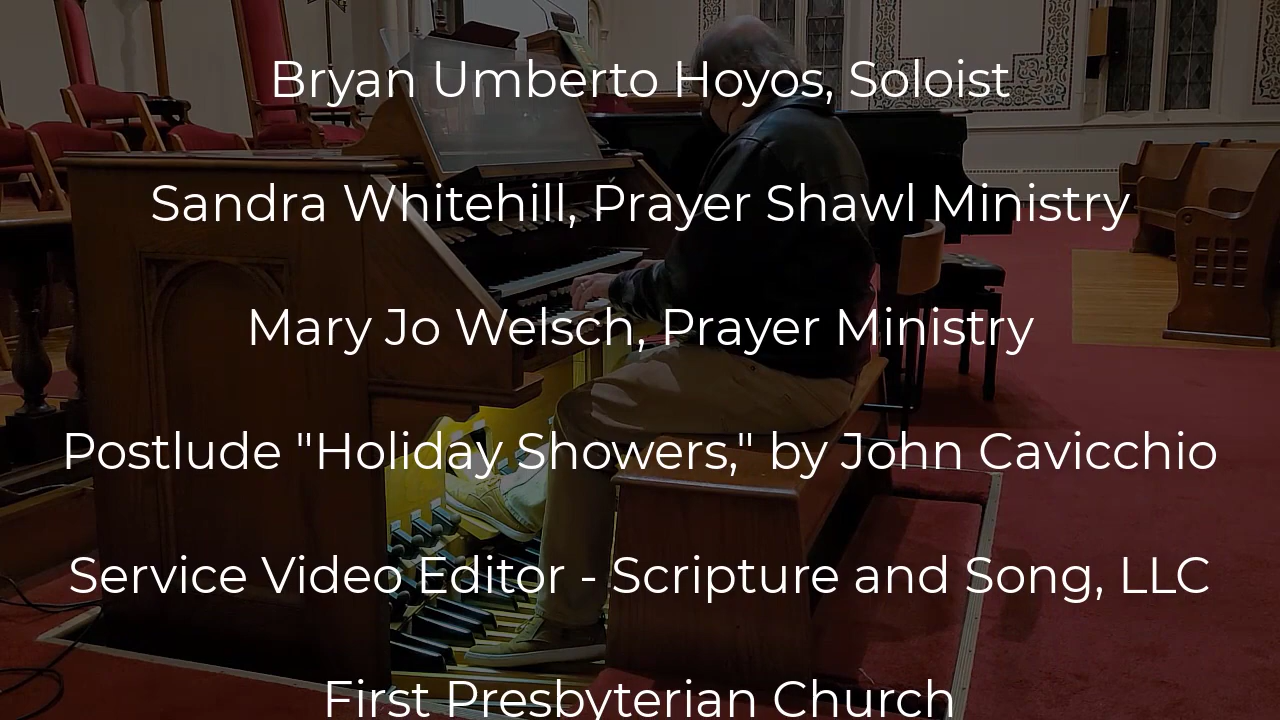 Bryan Umberto Hoyos, Soloist
Sandra Whitehill, Prayer Shawl Ministry
Mary Jo Welsch, Prayer Ministry
Postlude "Holiday Showers," by John Cavicchio
Service Video Editor - Scripture and Song, LLC
First Presbyterian Church